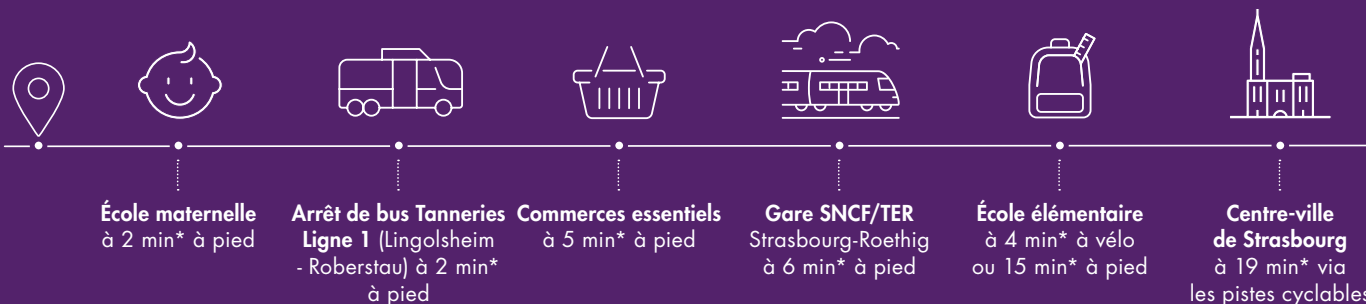 École maternelle
à 2 min* à pied
Arrêt de bus Tanneries
Ligne 1 (Lingolsheim
- Roberstau) à 2 min*
à pied
Commerces essentiels
à 5 min* à pied
Gare SNCF/TER
Strasbourg-Roethig
à 6 min* à pied
École élémentaire
à 4 min* à vélo
ou 15 min* à pied
Centre-ville
de Strasbourg
à 19 min* via
les pistes cyclables